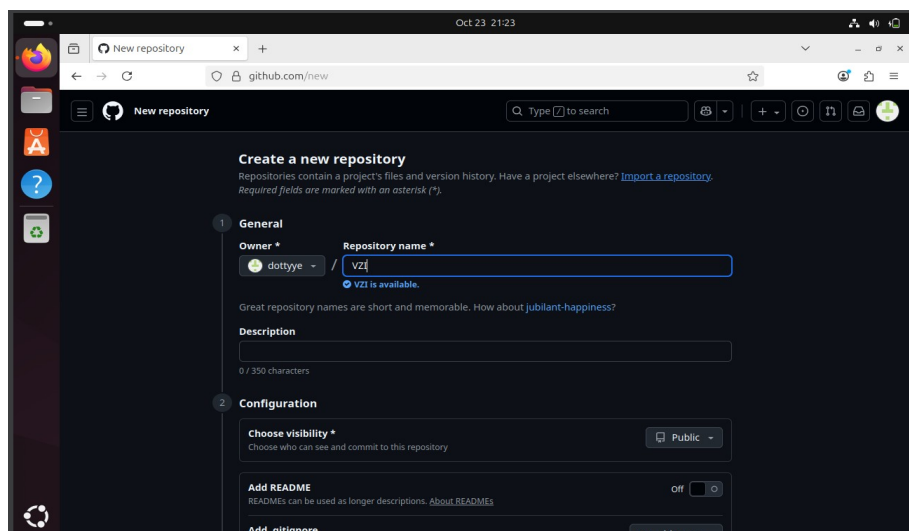 Oct 23 21:23
New repository
github.com/new
New repository
Type / to search
Create a new repository
Repositories contain a project's files and version history. Have a project elsewhere? Import a repository.
Required fields are marked with an asterisk (*).
1 General
Owner * Repository name *
dottyye / VZI
VZI is available.
Great repository names are short and memorable. How about jubilant-happiness?
Description
0 / 350 characters
2 Configuration
Choose visibility *
Public
Choose who can see and commit to this repository
Add README
Off
READMEs can be used as longer descriptions. About READMEs
Add .gitignore